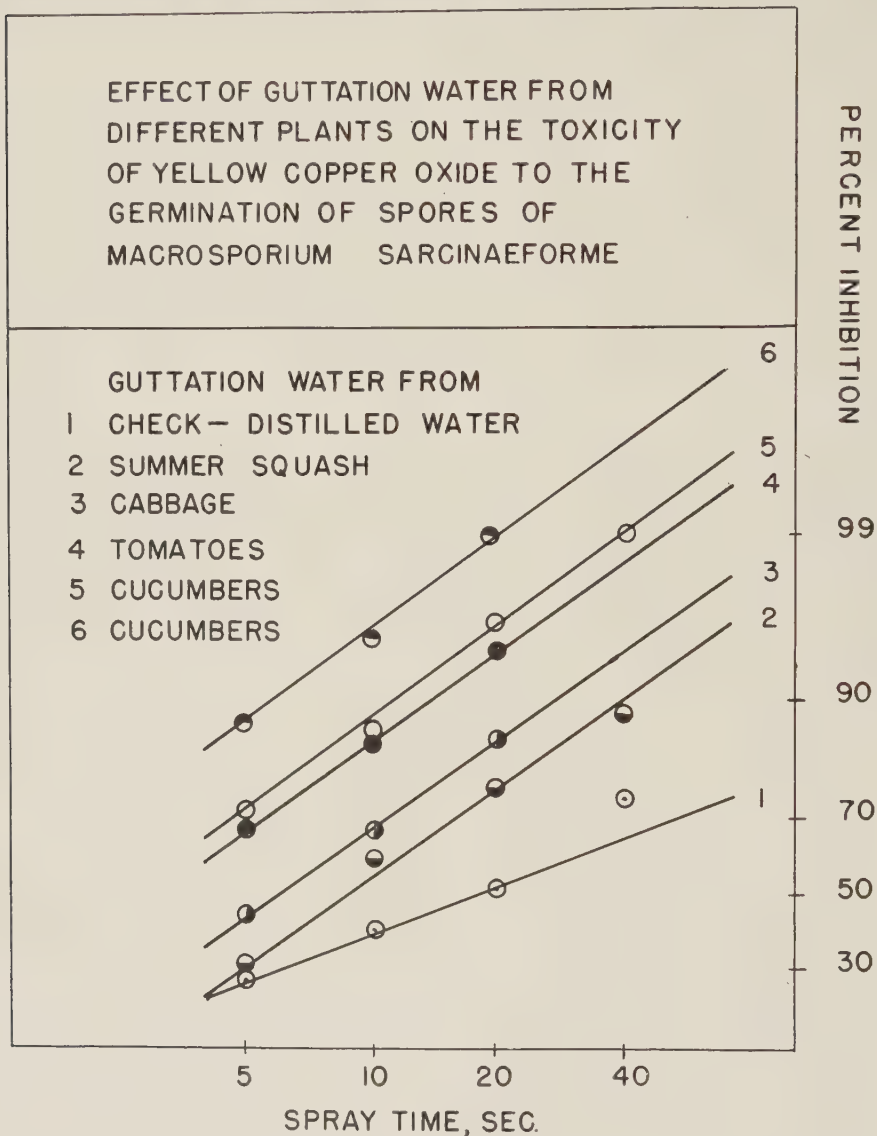 EFFECT OF GUTTATION WATER FROM
DIFFERENT PLANTS ON THE TOXICITY
OF YELLOW COPPER OXIDE TO THE
GERMINATION OF SPORES OF
MACROSPORIUM SARCINAEFORME
PERCENT INHIBITION
GUTTATION WATER FROM
1 CHECK — DISTILLED WATER
2 SUMMER SQUASH
3 CABBAGE
4 TOMATOES
5 CUCUMBERS
6 CUCUMBERS
6
5
4
99
3
2
90
1
70
50
30
5 10 20 40
SPRAY TIME, SEC.